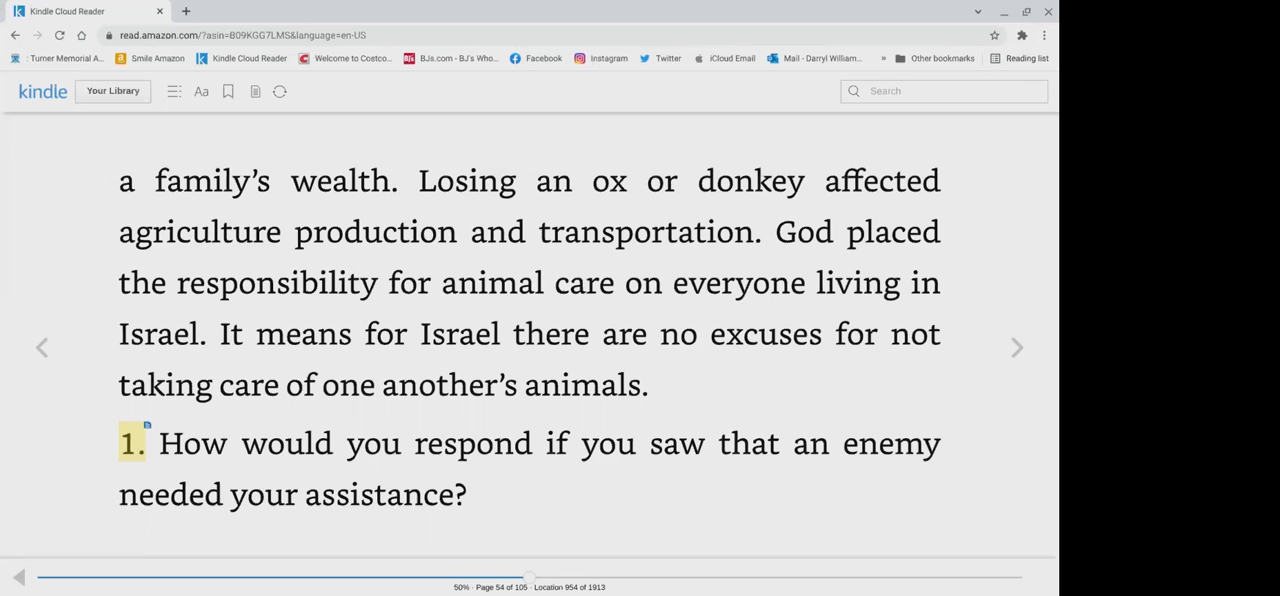 Kindle Cloud Reader
read.amazon.com/?asin=B09KGG7LMS&language=en-US
: Turner Memorial A... Smile Amazon Kindle Cloud Reader Welcome to Costco... BJs.com - BJ's Who... Facebook Instagram Twitter iCloud Email Mail - Darryl William... » Other bookmarks Reading list
kindle Your Library Aa Search
a family’s wealth. Losing an ox or donkey affected
agriculture production and transportation. God placed
the responsibility for animal care on everyone living in
Israel. It means for Israel there are no excuses for not
taking care of one another’s animals.
1. How would you respond if you saw that an enemy
needed your assistance?
50% · Page 54 of 105 · Location 954 of 1913